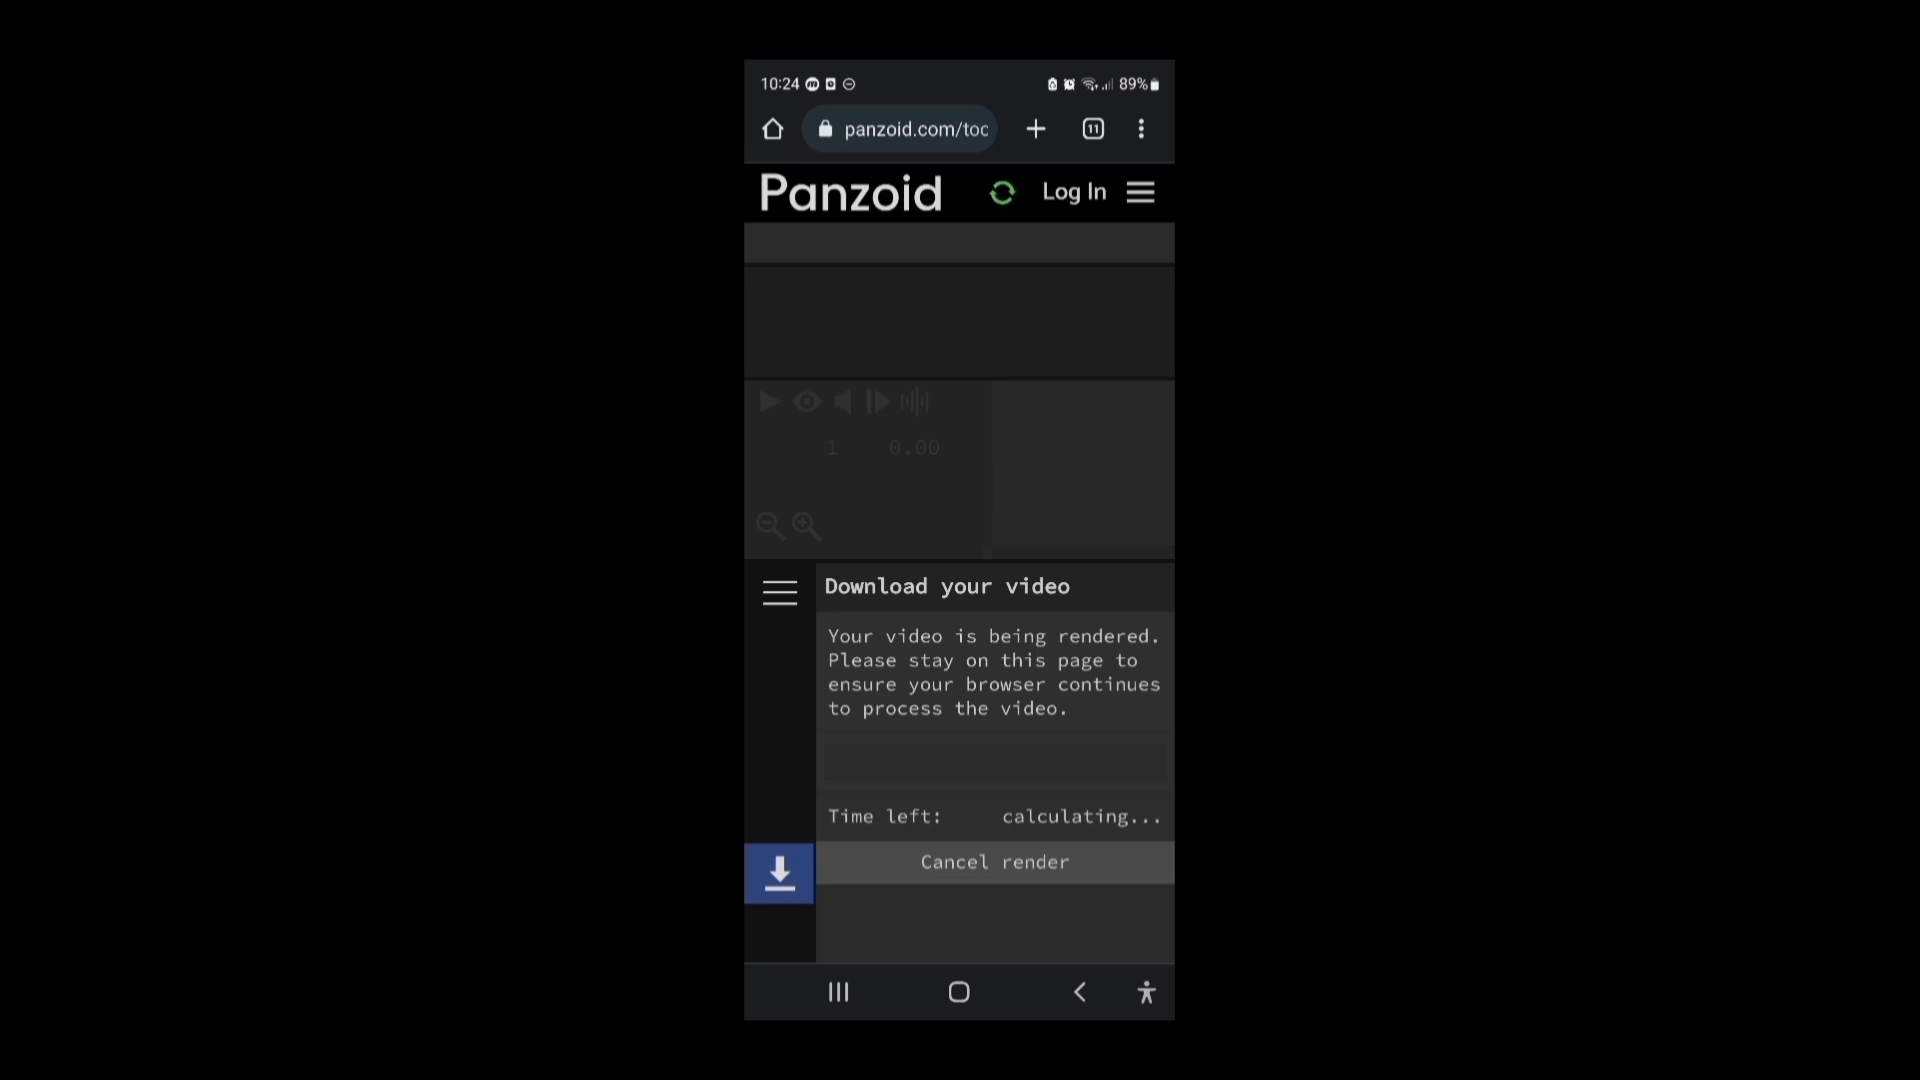 10:24 89%
panzoid.com/too 11
Panzoid Log In
1 0.00
Download your video
Your video is being rendered.
Please stay on this page to
ensure your browser continues
to process the video.
Time left: calculating...
Cancel render